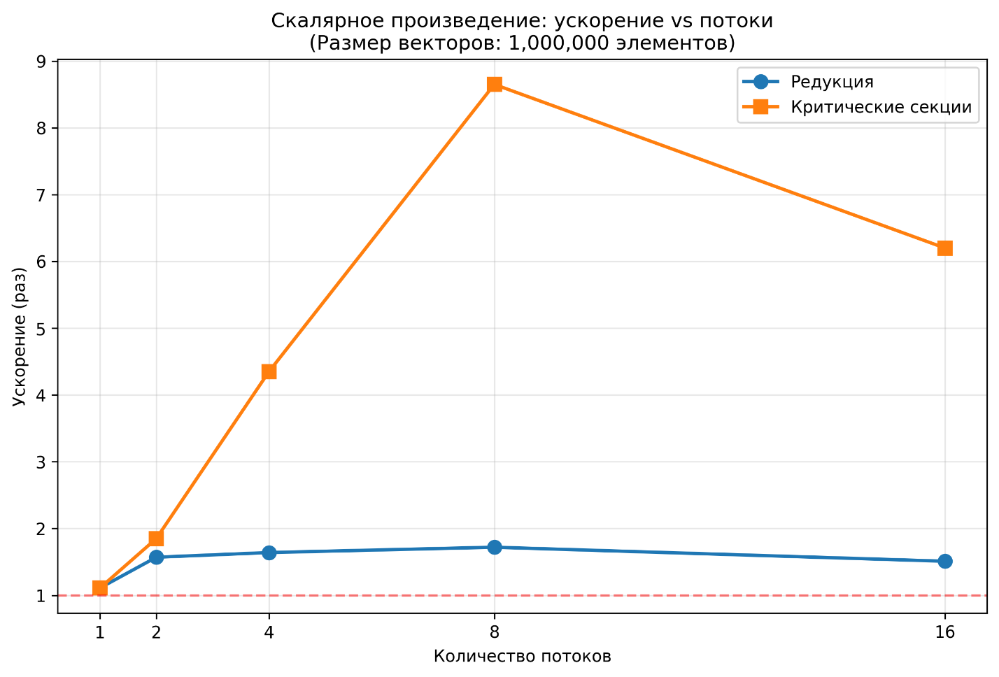 Скалярное произведение: ускорение vs потоки
(Размер векторов: 1,000,000 элементов)
Редукция
Критические секции
Ускорение (раз)
9
8
7
6
5
4
3
2
1
1 2 4 8 16
Количество потоков